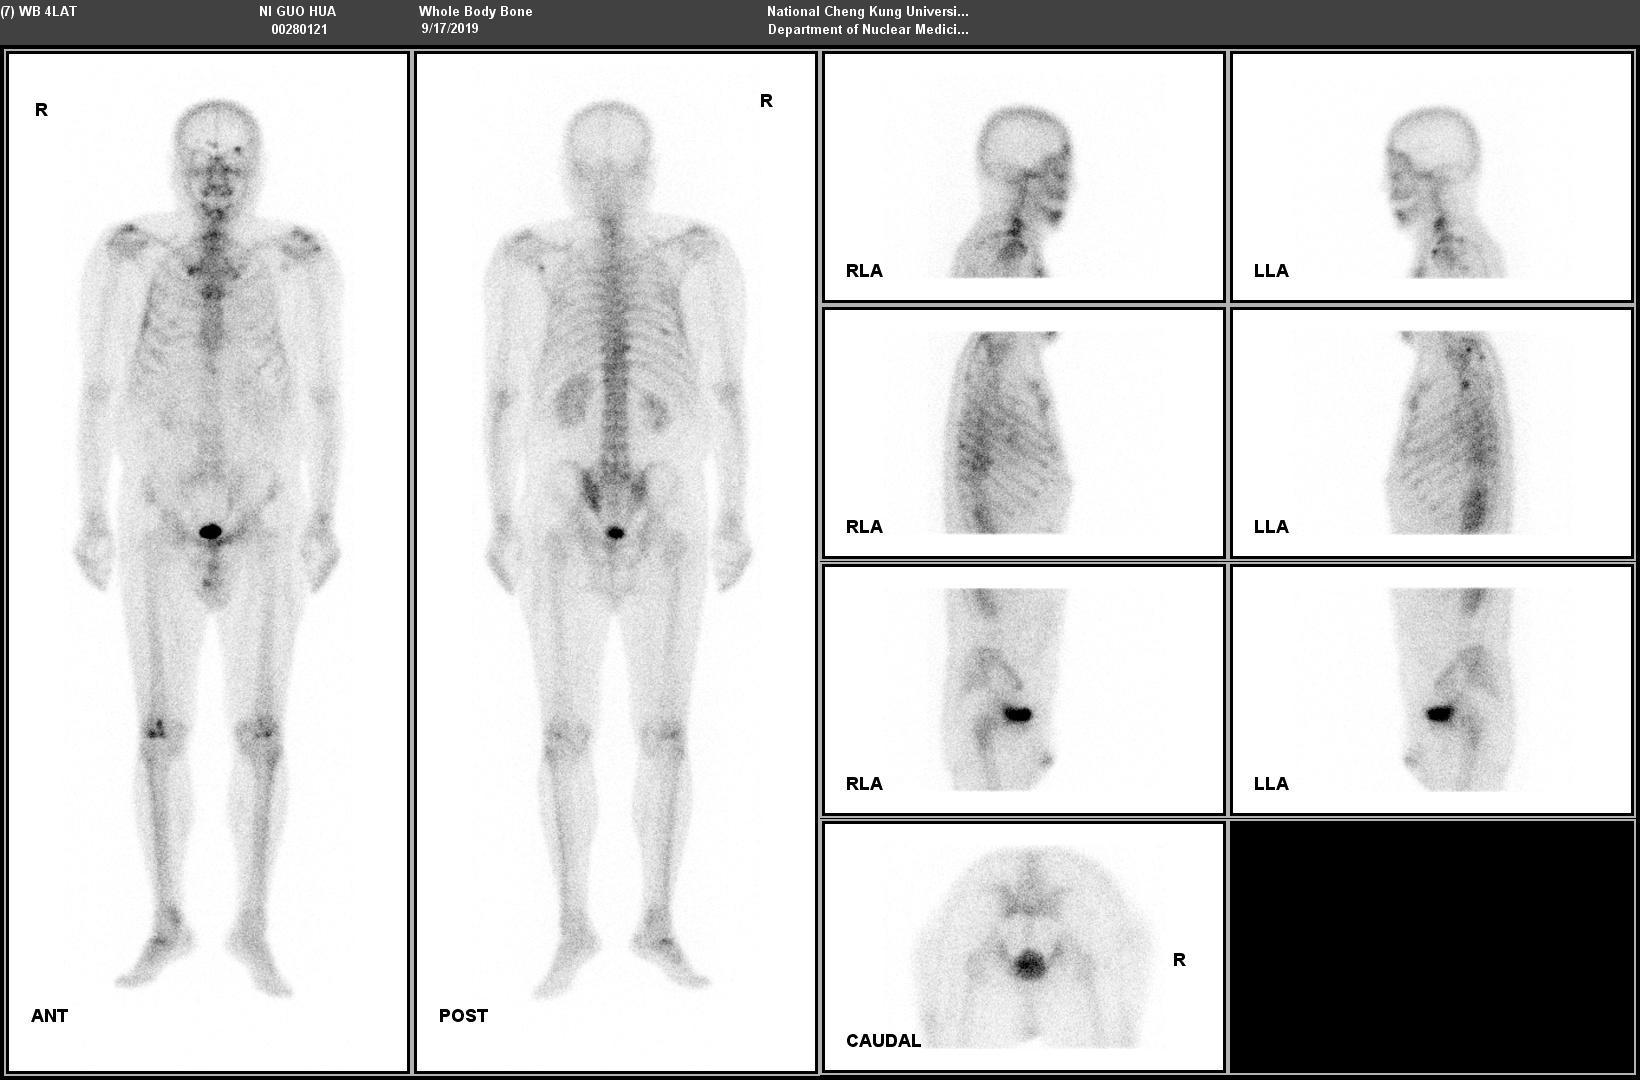 (7) WB 4LAT NI GUO HUA Whole Body Bone National Cheng Kung Universi...
00280121 9/17/2019 Department of Nuclear Medici...
R
R
RLA
LLA
RLA
LLA
RLA
LLA
R
ANT
POST
CAUDAL